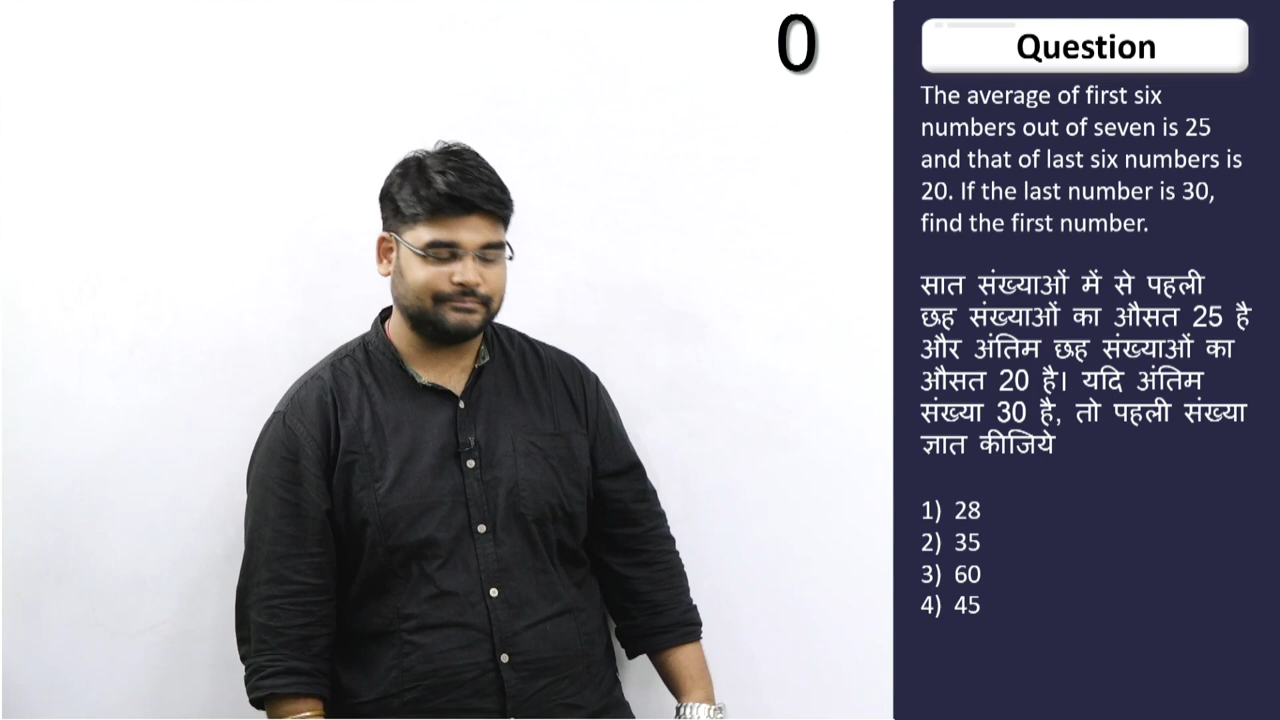 0
Question
The average of first six
numbers out of seven is 25
and that of last six numbers is
20. If the last number is 30,
find the first number.
सात संख्याओं में से पहली
छह संख्याओं का औसत 25 है
और अंतिम छह संख्याओं का
औसत 20 है। यदि अंतिम
संख्या 30 है, तो पहली संख्या
ज्ञात कीजिये
1) 28
2) 35
3) 60
4) 45